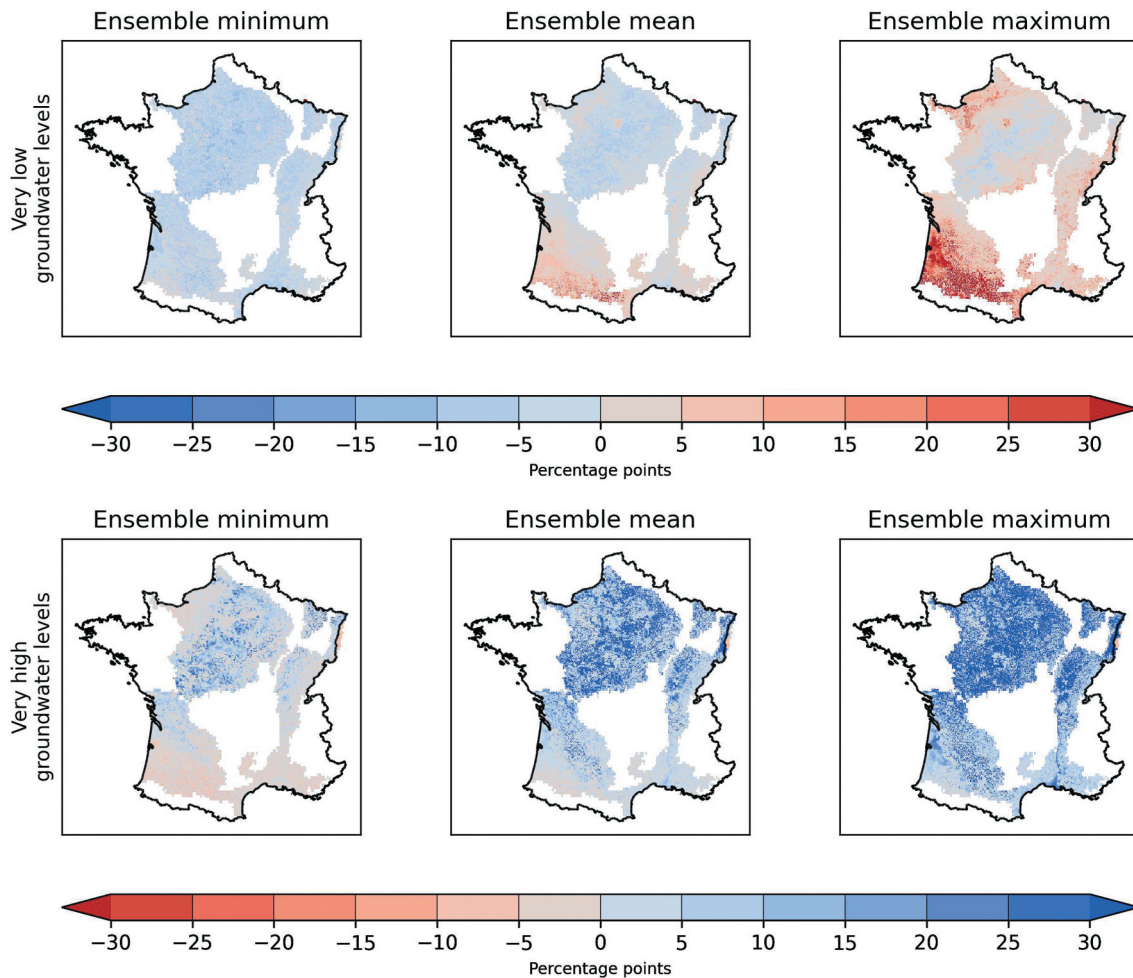 Ensemble minimum
Ensemble mean
Ensemble maximum
Very low
groundwater levels
−30 −25 −20 −15 −10 −5 0 5 10 15 20 25 30
Percentage points
Ensemble minimum
Ensemble mean
Ensemble maximum
Very high
groundwater levels
−30 −25 −20 −15 −10 −5 0 5 10 15 20 25 30
Percentage points